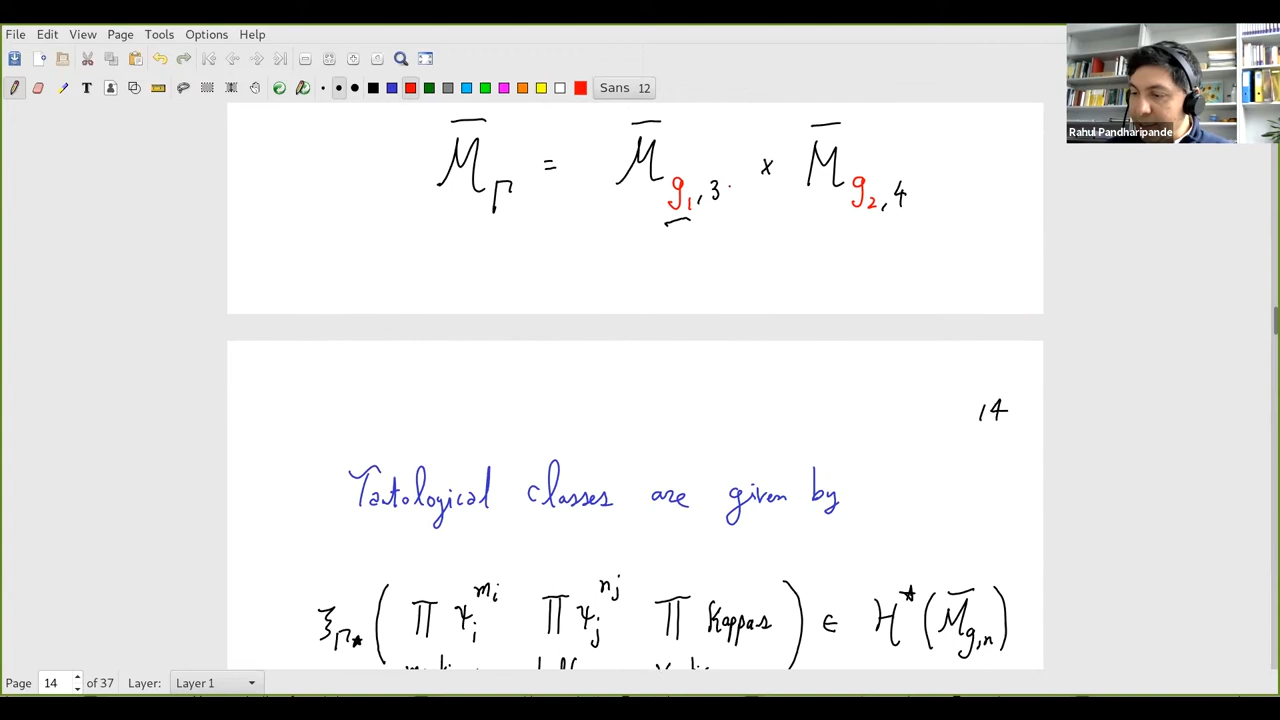 File Edit View Page Tools Options Help
Sans 12
Rahul Pandharipande
M̅_Γ = M̅_{g₁,3} × M̅_{g₂,4}
14
Tautological classes are given by
ξ_{Γ*} ( ∏ ψ_i^{m_i} ∏ ψ_j^{n_j} ∏ Kappas ) ∈ H^*(M̅_{g,n})
Page 14 of 37 Layer: Layer 1